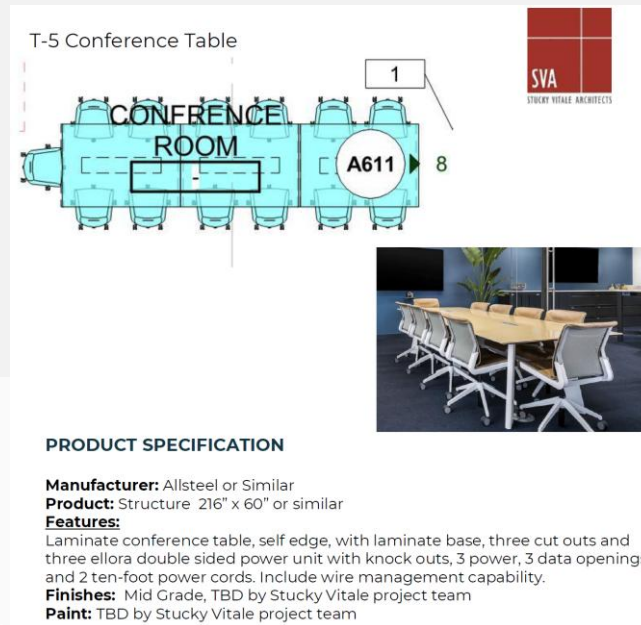 T-5 Conference Table
1
SVA
STUCKY VITALE ARCHITECTS
CONFRENCE
ROOM
-
A611
8
PRODUCT SPECIFICATION
Manufacturer: Allsteel or Similar
Product: Structure 216” x 60” or similar
Features:
Laminate conference table, self edge, with laminate base, three cut outs and
three ellora double sided power unit with knock outs, 3 power, 3 data opening
and 2 ten-foot power cords. Include wire management capability.
Finishes: Mid Grade, TBD by Stucky Vitale project team
Paint: TBD by Stucky Vitale project team